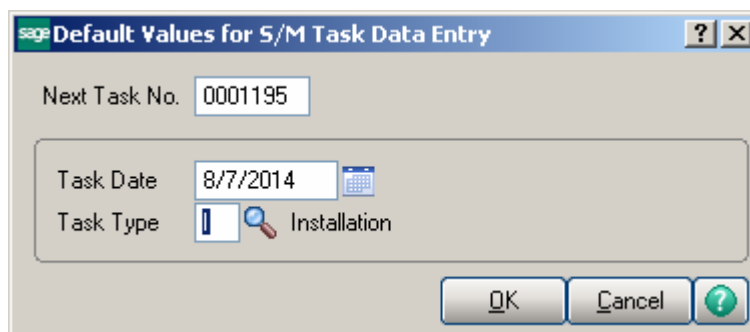 sage Default Values for S/M Task Data Entry ? X
Next Task No. 0001195
Task Date 8/7/2014
Task Type I Installation
OK Cancel ?